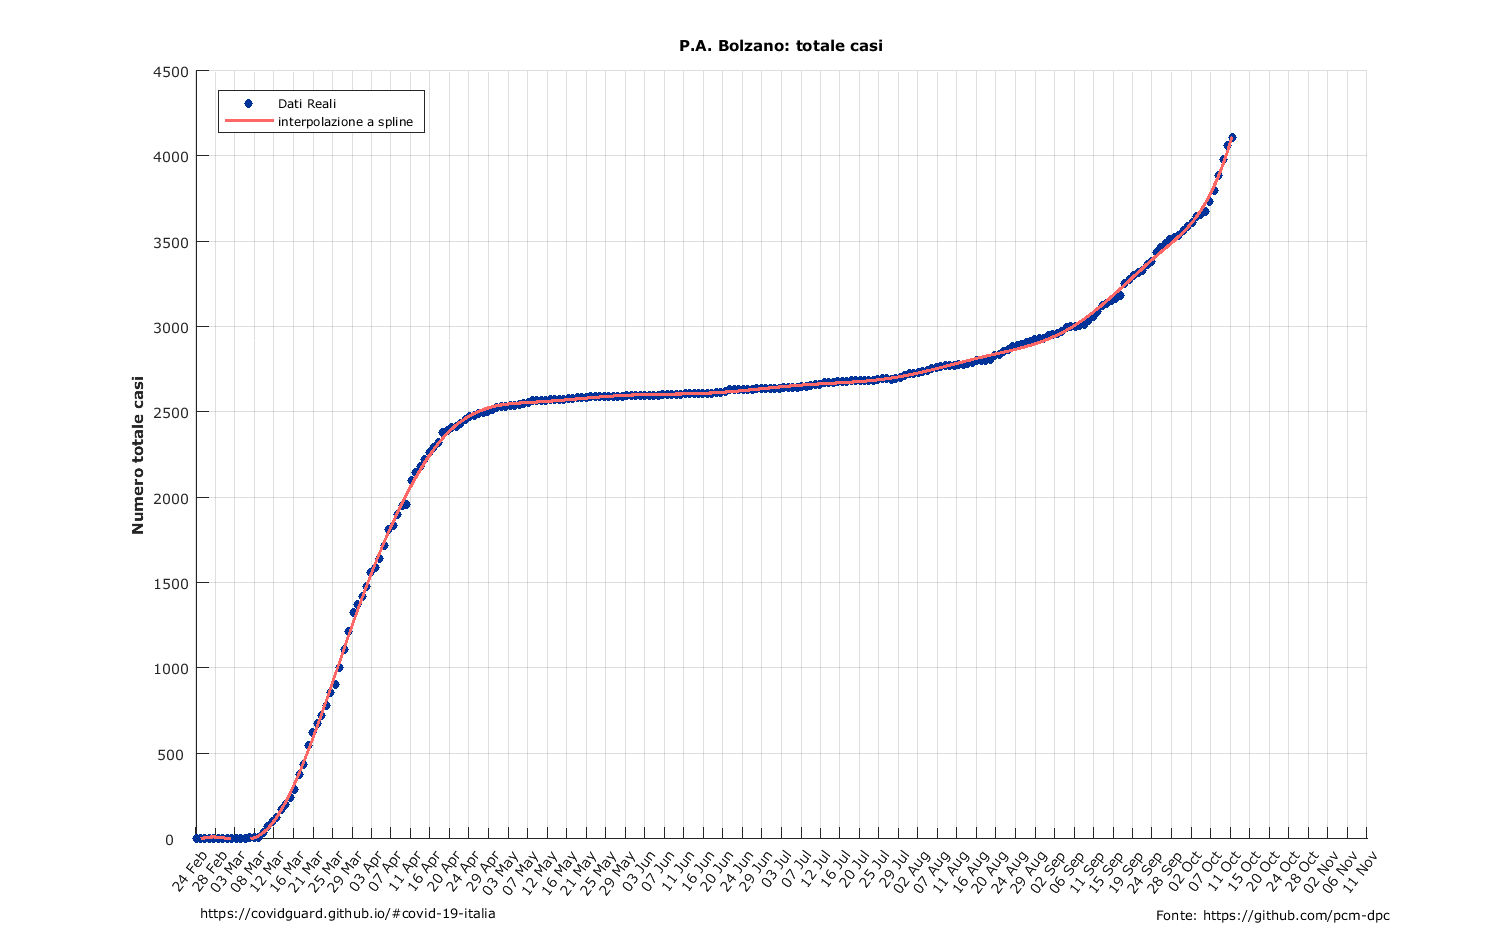 P.A. Bolzano: totale casi
4500
4000
3500
3000
2500
2000
1500
1000
500
0
Numero totale casi
Dati Reali
interpolazione a spline
24 Feb
28 Feb
03 Mar
08 Mar
12 Mar
16 Mar
21 Mar
25 Mar
29 Mar
03 Apr
07 Apr
11 Apr
16 Apr
20 Apr
24 Apr
29 Apr
03 May
07 May
12 May
16 May
21 May
25 May
29 May
03 Jun
07 Jun
11 Jun
16 Jun
20 Jun
24 Jun
29 Jun
03 Jul
07 Jul
12 Jul
16 Jul
20 Jul
25 Jul
29 Jul
02 Aug
07 Aug
11 Aug
16 Aug
20 Aug
24 Aug
29 Aug
02 Sep
06 Sep
11 Sep
15 Sep
19 Sep
24 Sep
28 Sep
02 Oct
07 Oct
11 Oct
15 Oct
20 Oct
24 Oct
28 Oct
02 Nov
06 Nov
11 Nov
https://covidguard.github.io/#covid-19-italia
Fonte: https://github.com/pcm-dpc